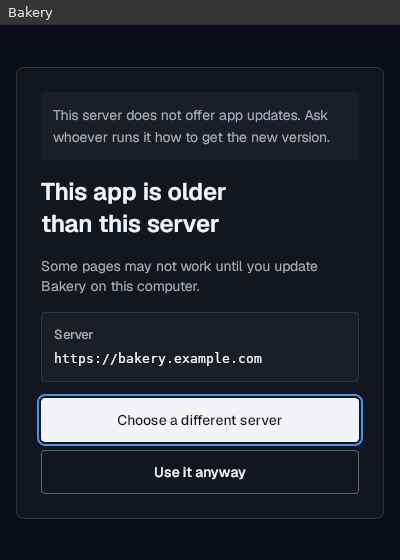 Bakery
This server does not offer app updates. Ask
whoever runs it how to get the new version.
This app is older
than this server
Some pages may not work until you update
Bakery on this computer.
Server
https://bakery.example.com
Choose a different server
Use it anyway